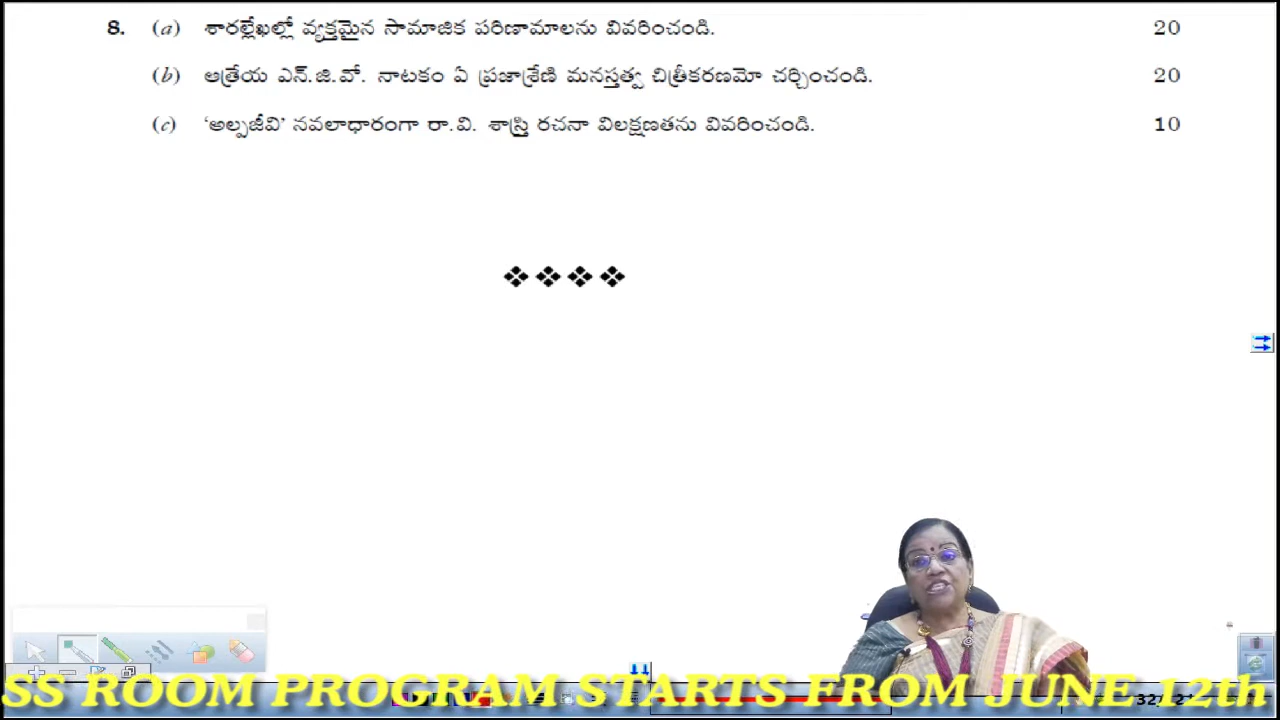 8. (a) శారల్లేఖల్లో వ్యక్తమైన సామాజిక పరిణామాలను వివరించండి. 20
(b) ఆత్రేయ ఎన్.జి.వో. నాటకం ఏ ప్రజాశ్రేణి మనస్తత్వ చిత్రీకరణమో చర్చించండి. 20
(c) ‘అల్పజీవి’ నవలాధారంగా రా.వి. శాస్త్రి రచనా విలక్షణతను వివరించండి. 10
SS ROOM PROGRAM STARTS FROM JUNE 12th